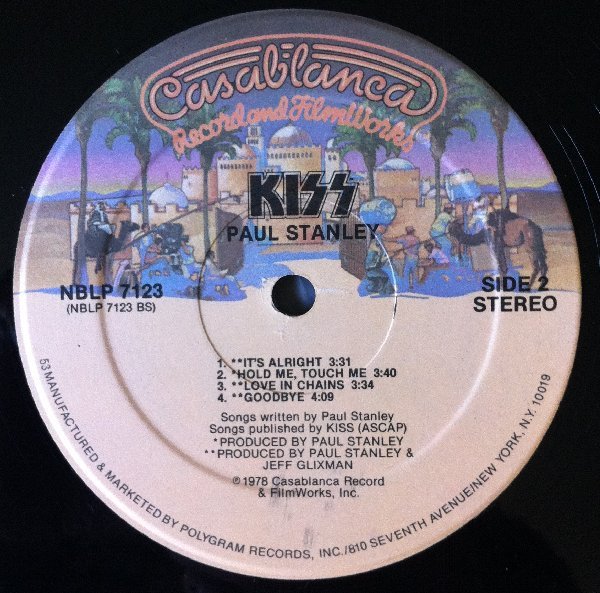 Casablanca
Record and FilmWorks
KISS
PAUL STANLEY
NBLP 7123
(NBLP 7123 BS)
SIDE 2
STEREO
1. **IT'S ALRIGHT 3:31
2. *HOLD ME, TOUCH ME 3:40
3. **LOVE IN CHAINS 3:34
4. **GOODBYE 4:09
Songs written by Paul Stanley
Songs published by KISS (ASCAP)
*PRODUCED BY PAUL STANLEY
**PRODUCED BY PAUL STANLEY &
JEFF GLIXMAN
℗1978 Casablanca Record
& FilmWorks, Inc.
53 MANUFACTURED & MARKETED BY POLYGRAM RECORDS, INC./810 SEVENTH AVENUE/NEW YORK, N.Y. 10019